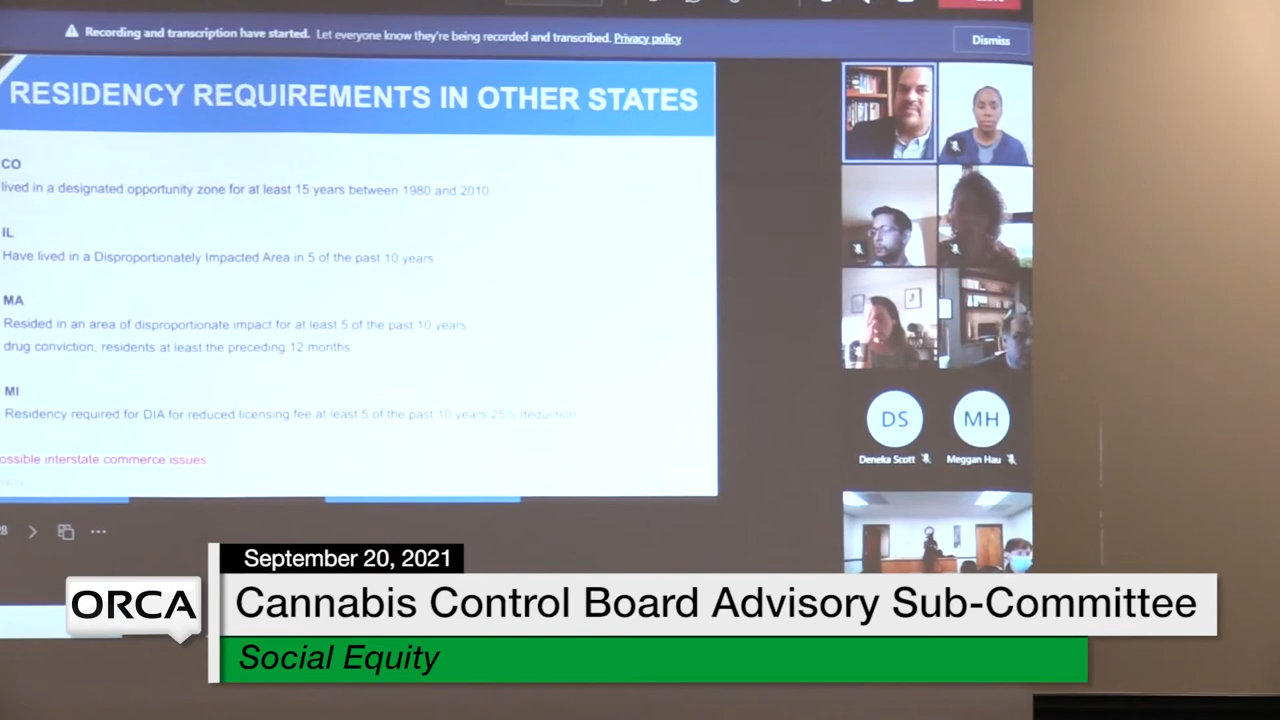 Recording and transcription have started. Let everyone know they're being recorded and transcribed. Privacy policy
Dismiss
RESIDENCY REQUIREMENTS IN OTHER STATES
CO
lived in a designated opportunity zone for at least 15 years between 1980 and 2010
IL
Have lived in a Disproportionately Impacted Area in 5 of the past 10 years
MA
Resided in an area of disproportionate impact for at least 5 of the past 10 years
drug conviction, residents at least the preceding 12 months
MI
Residency required for DIA for reduced licensing fee at least 5 of the past 10 years 25% deduction
ossible interstate commerce issues
DS
MH
Deneka Scott
Meggan Hau
8
September 20, 2021
ORCA
Cannabis Control Board Advisory Sub-Committee
Social Equity